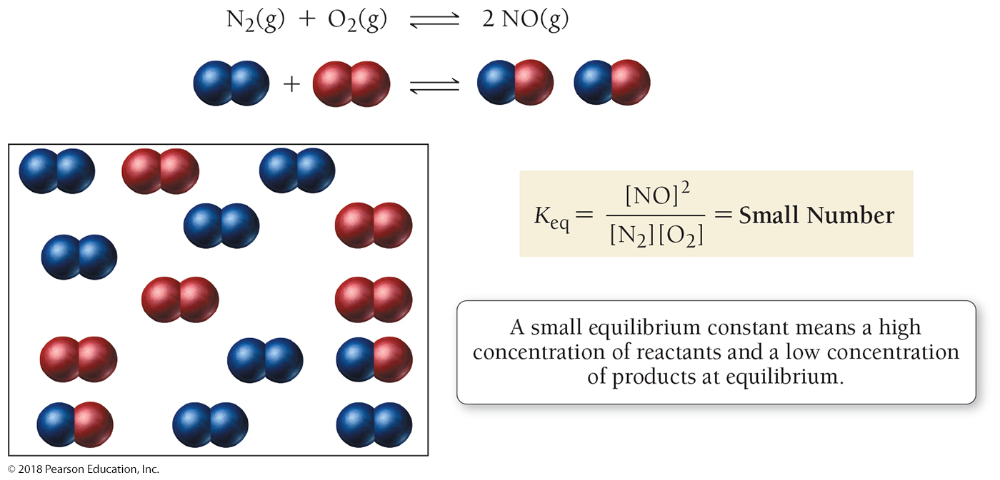 N₂(g) + O₂(g) ⇌ 2 NO(g)
+ ⇌
K_eq = [NO]² / [N₂][O₂] = Small Number
A small equilibrium constant means a high
concentration of reactants and a low concentration
of products at equilibrium.
© 2018 Pearson Education, Inc.